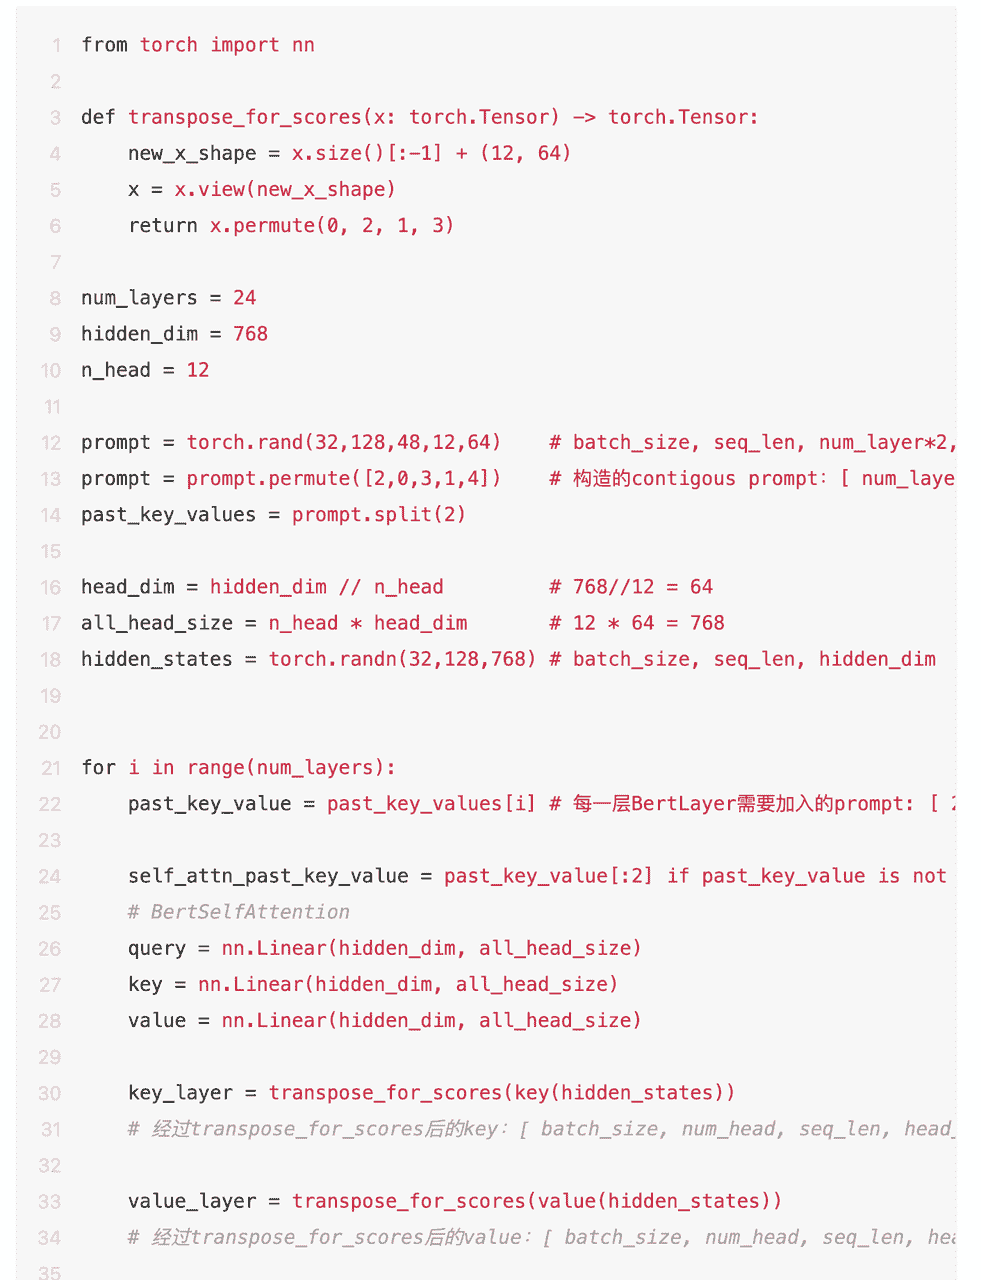 1 from torch import nn
2
3 def transpose_for_scores(x: torch.Tensor) -> torch.Tensor:
4     new_x_shape = x.size()[:-1] + (12, 64)
5     x = x.view(new_x_shape)
6     return x.permute(0, 2, 1, 3)
7
8 num_layers = 24
9 hidden_dim = 768
10 n_head = 12
11
12 prompt = torch.rand(32,128,48,12,64)    # batch_size, seq_len, num_layer*2,
13 prompt = prompt.permute([2,0,3,1,4])    # 构造的contigous prompt: [ num_laye
14 past_key_values = prompt.split(2)
15
16 head_dim = hidden_dim // n_head         # 768//12 = 64
17 all_head_size = n_head * head_dim       # 12 * 64 = 768
18 hidden_states = torch.randn(32,128,768) # batch_size, seq_len, hidden_dim
19
20
21 for i in range(num_layers):
22     past_key_value = past_key_values[i] # 每一层BertLayer需要加入的prompt: [ 2
23
24     self_attn_past_key_value = past_key_value[:2] if past_key_value is not
25     # BertSelfAttention
26     query = nn.Linear(hidden_dim, all_head_size)
27     key = nn.Linear(hidden_dim, all_head_size)
28     value = nn.Linear(hidden_dim, all_head_size)
29
30     key_layer = transpose_for_scores(key(hidden_states))
31     # 经过transpose_for_scores后的key: [ batch_size, num_head, seq_len, head_
32
33     value_layer = transpose_for_scores(value(hidden_states))
34     # 经过transpose_for_scores后的value: [ batch_size, num_head, seq_len, hea
35